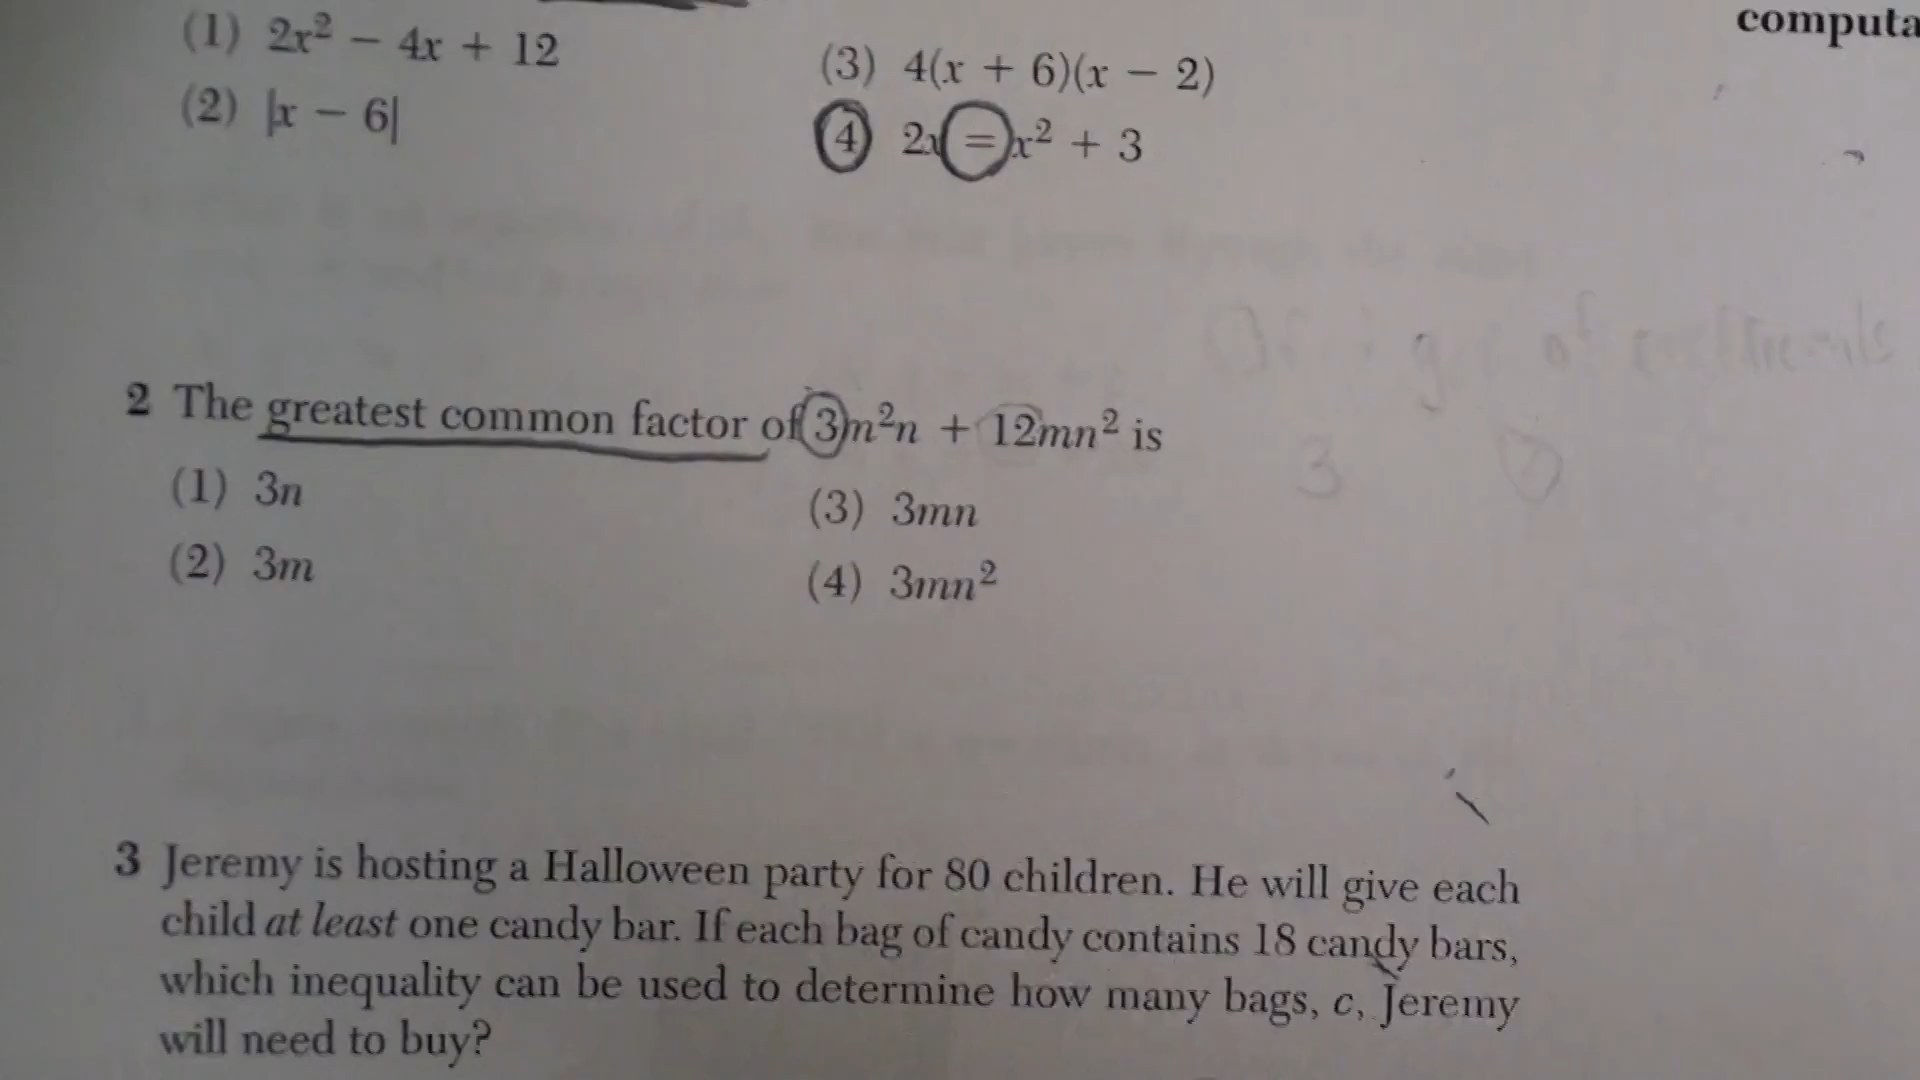 computa
(1) 2x² − 4x + 12
(3) 4(x + 6)(x − 2)
(2) |x − 6|
4 2x = x² + 3
2 The greatest common factor of 3m²n + 12mn² is
(1) 3n
(3) 3mn
(2) 3m
(4) 3mn²
3
3 Jeremy is hosting a Halloween party for 80 children. He will give each
child at least one candy bar. If each bag of candy contains 18 candy bars,
which inequality can be used to determine how many bags, c, Jeremy
will need to buy?